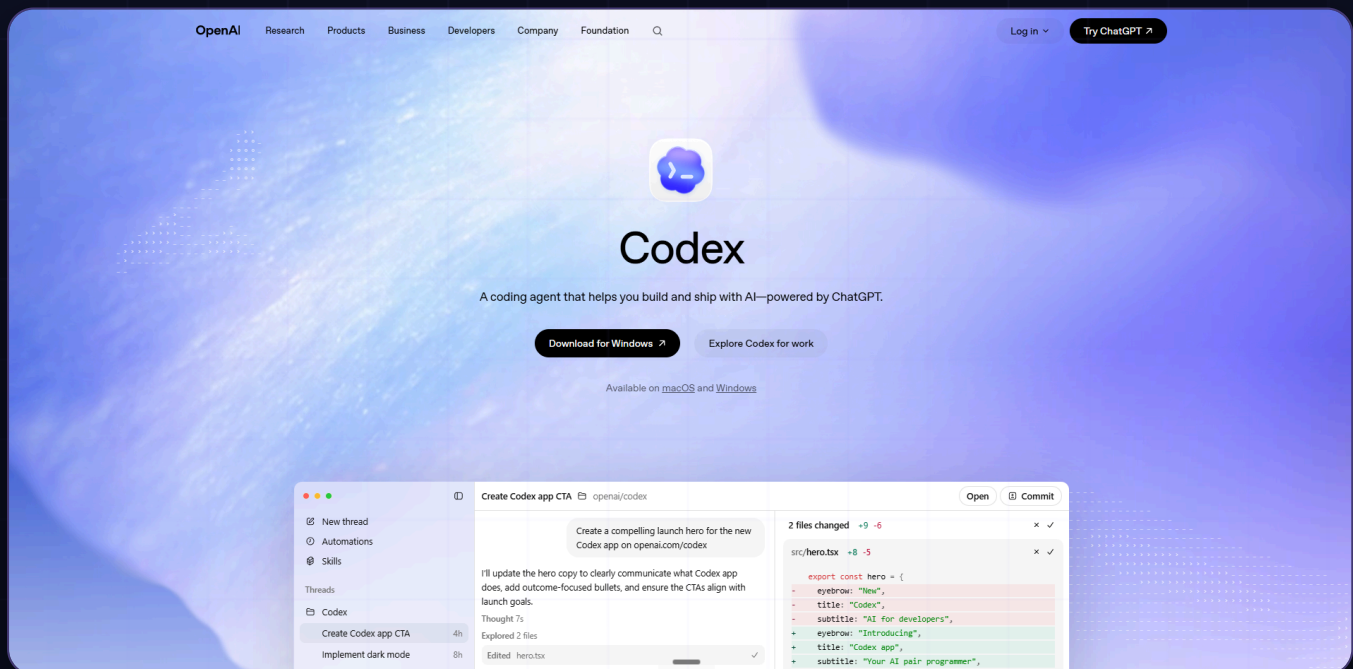 OpenAI Research Products Business Developers Company Foundation Log in Try ChatGPT ↗
Codex
A coding agent that helps you build and ship with AI—powered by ChatGPT.
Download for Windows ↗ Explore Codex for work
Available on macOS and Windows
Create Codex app CTA openai/codex Open Commit
New thread
Automations
Skills
Threads
Codex
Create Codex app CTA 4h
Implement dark mode 8h
Create a compelling launch hero for the new
Codex app on openai.com/codex
I'll update the hero copy to clearly communicate what Codex app
does, add outcome-focused bullets, and ensure the CTAs align with
launch goals.
Thought 7s
Explored 2 files
Edited hero.tsx
2 files changed +9 -6
src/hero.tsx +8 -5
export const hero = {
- eyebrow: "New",
- title: "Codex",
- subtitle: "AI for developers",
+ eyebrow: "Introducing",
+ title: "Codex app",
+ subtitle: "Your AI pair programmer",